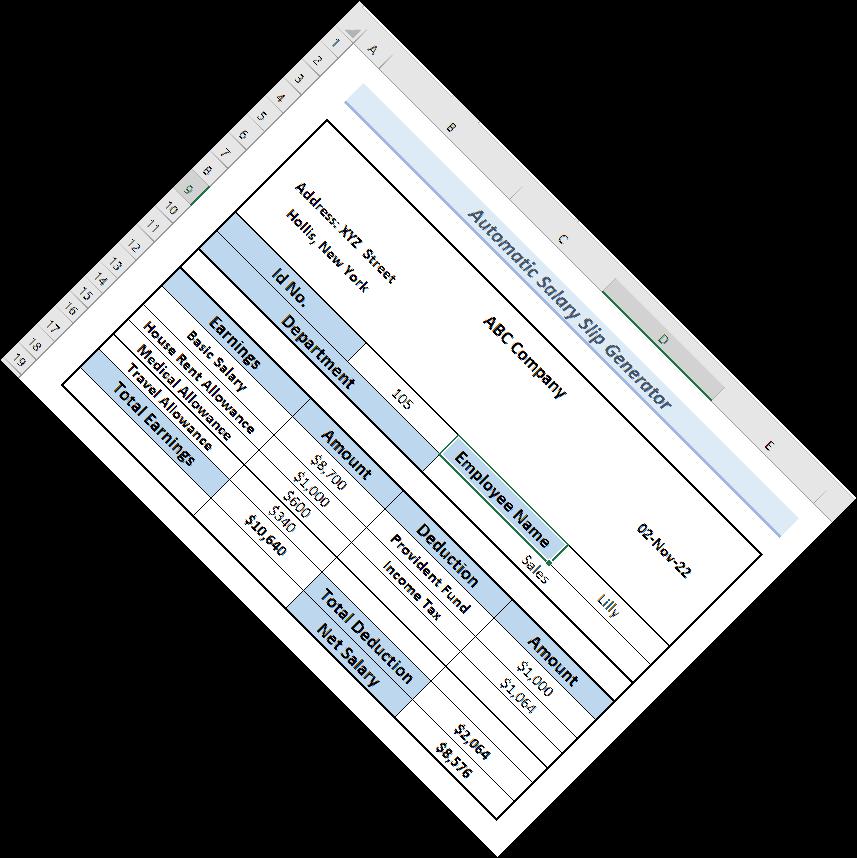 A B C D E
1
2 Automatic Salary Slip Generator
3
4 ABC Company
5
6 Address: XYZ Street 02-Nov-22
7 Hollis, New York
8
9 Id No. 105 Employee Name Lilly
10 Department Sales
11
12 Earnings Amount Deduction Amount
13 Basic Salary $8,700 Provident Fund $1,000
14 House Rent Allowance $1,000 Income Tax $1,064
15 Medical Allowance $600
16 Travel Allowance $340
17 Total Earnings $10,640 Total Deduction $2,064
18 Net Salary $8,576
19